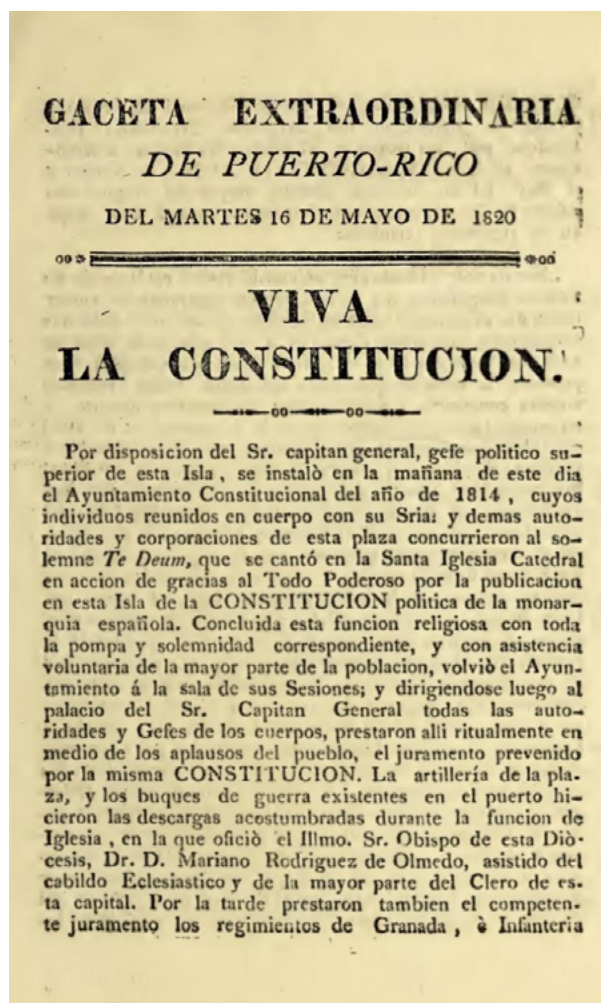 GACETA EXTRAORDINARIA
DE PUERTO-RICO
DEL MARTES 16 DE MAYO DE 1820
VIVA
LA CONSTITUCION.
Por disposicion del Sr. capitan general, gefe politico su-
perior de esta Isla , se instalò en la mañana de este dia
el Ayuntamiento Constitucional del año de 1814 , cuyos
individuos reunidos en cuerpo con su Sria: y demas auto-
ridades y corporaciones de esta plaza concurrieron al so-
lemne Te Deum, que se cantó en la Santa Iglesia Catedral
en accion de gracias al Todo Poderoso por la publicacion
en esta Isla de la CONSTITUCION politica de la monar-
quia española. Concluida esta funcion religiosa con toda
la pompa y solemnidad correspondiente, y con asistencia
voluntaria de la mayor parte de la poblacion, volviò el Ayun-
tamiento á la sala de sus Sesiones; y dirigiendose luego al
palacio del Sr. Capitan General todas las auto-
ridades y Gefes de los cuerpos, prestaron alli ritualmente en
medio de los aplausos del pueblo, el juramento prevenido
por la misma CONSTITUCION. La artillería de la pla-
za, y los buques de guerra existentes en el puerto hi-
cieron las descargas acostumbradas durante la funcion de
Iglesia , en la que oficiò el Illmo. Sr. Obispo de esta Diò-
cesis, Dr. D. Mariano Rodriguez de Olmedo, asistido del
cabildo Eclesiastico y de la mayor parte del Clero de es-
ta capital. Por la tarde prestaron tambien el competen-
te juramento los regimientos de Granada , è Infanteria